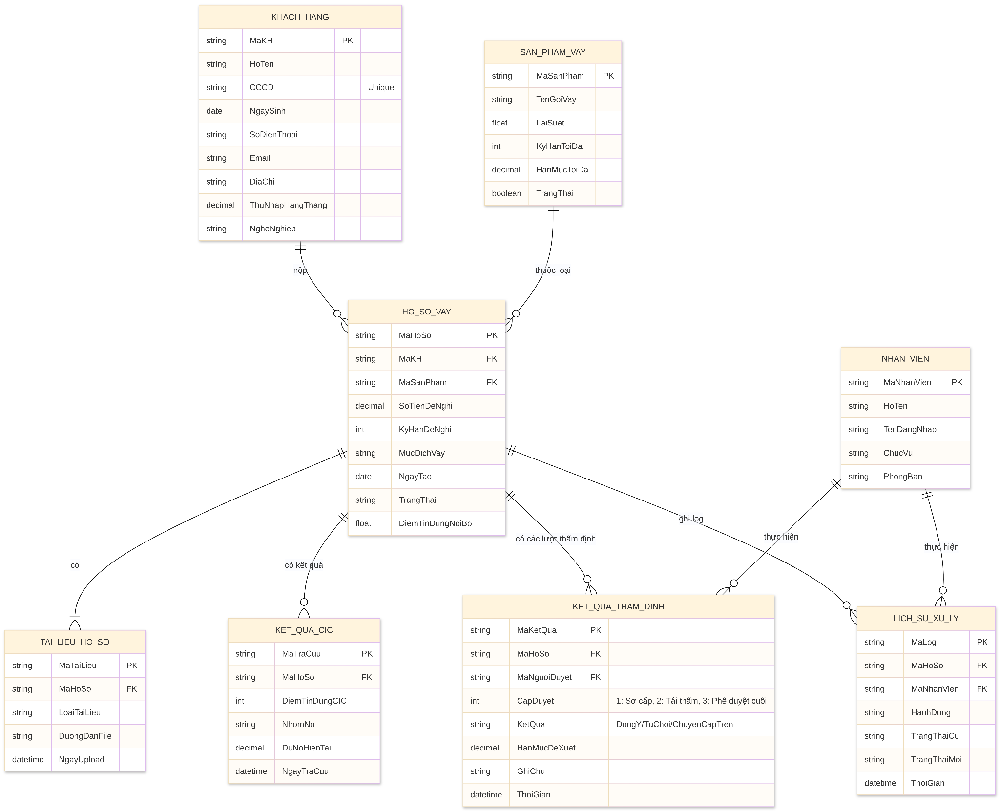 KHACH_HANG
string MaKH PK
string HoTen
string CCCD Unique
date NgaySinh
string SoDienThoai
string Email
string DiaChi
decimal ThuNhapHangThang
string NgheNghiep
SAN_PHAM_VAY
string MaSanPham PK
string TenGoiVay
float LaiSuat
int KyHanToiDa
decimal HanMucToiDa
boolean TrangThai
nộp
thuộc loại
HO_SO_VAY
string MaHoSo PK
string MaKH FK
string MaSanPham FK
decimal SoTienDeNghi
int KyHanDeNghi
string MucDichVay
date NgayTao
string TrangThai
float DiemTinDungNoiBo
NHAN_VIEN
string MaNhanVien PK
string HoTen
string TenDangNhap
string ChucVu
string PhongBan
có
có kết quả
có các lượt thẩm định
ghi log
thực hiện
thực hiện
TAI_LIEU_HO_SO
string MaTaiLieu PK
string MaHoSo FK
string LoaiTaiLieu
string DuongDanFile
datetime NgayUpload
KET_QUA_CIC
string MaTraCuu PK
string MaHoSo FK
int DiemTinDungCIC
string NhomNo
decimal DuNoHienTai
datetime NgayTraCuu
KET_QUA_THAM_DINH
string MaKetQua PK
string MaHoSo FK
string MaNguoiDuyet FK
int CapDuyet 1: Sơ cấp, 2: Tái thẩm, 3: Phê duyệt cuối
string KetQua DongY/TuChoi/ChuyenCapTren
decimal HanMucDeXuat
string GhiChu
datetime ThoiGian
LICH_SU_XU_LY
string MaLog PK
string MaHoSo FK
string MaNhanVien FK
string HanhDong
string TrangThaiCu
string TrangThaiMoi
datetime ThoiGian